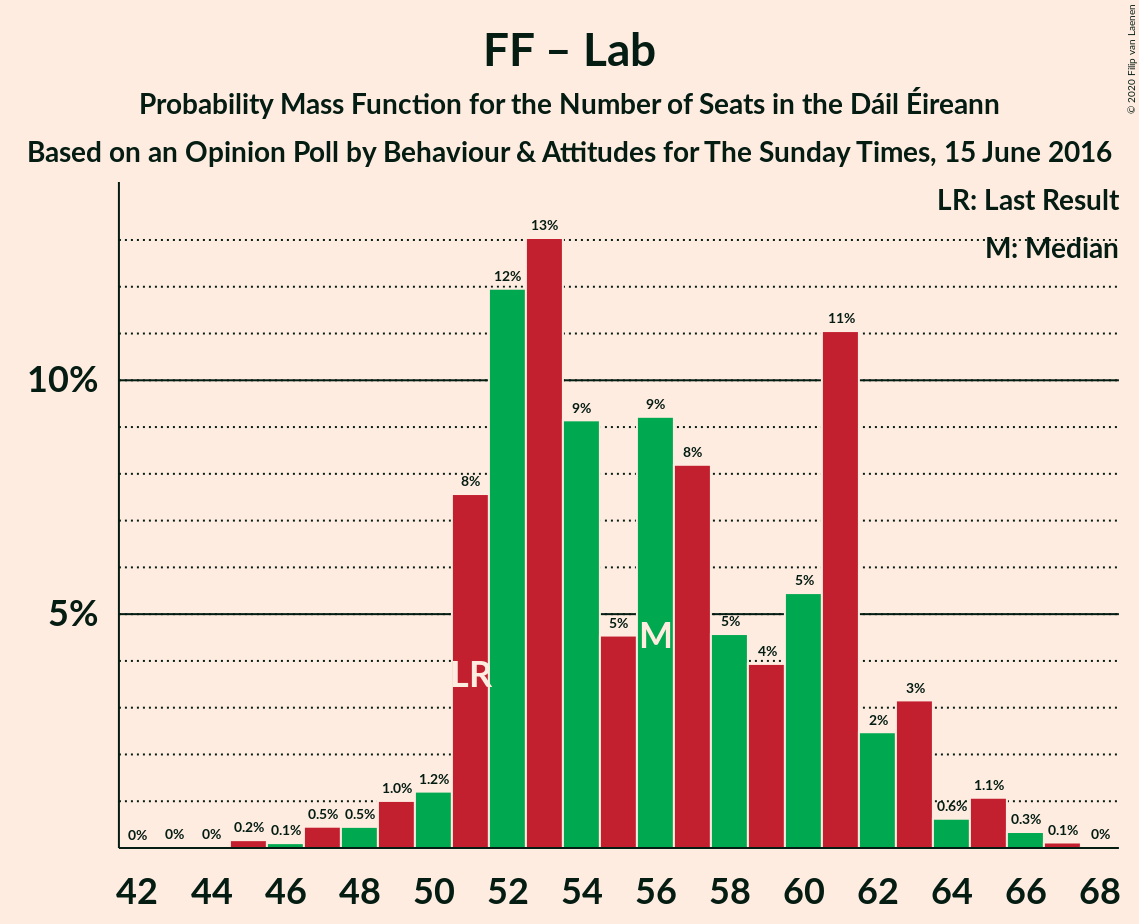 FF – Lab
Probability Mass Function for the Number of Seats in the Dáil Éireann
Based on an Opinion Poll by Behaviour & Attitudes for The Sunday Times, 15 June 2016
© 2020 Filip van Laenen
LR: Last Result
M: Median
10%
5%
0% 0% 0% 0.2% 0.1% 0.5% 0.5% 1.0% 1.2% 8% 12% 13% 9% 5% 9% 8% 5% 4% 5% 11% 2% 3% 0.6% 1.1% 0.3% 0.1% 0%
LR M
42 44 46 48 50 52 54 56 58 60 62 64 66 68